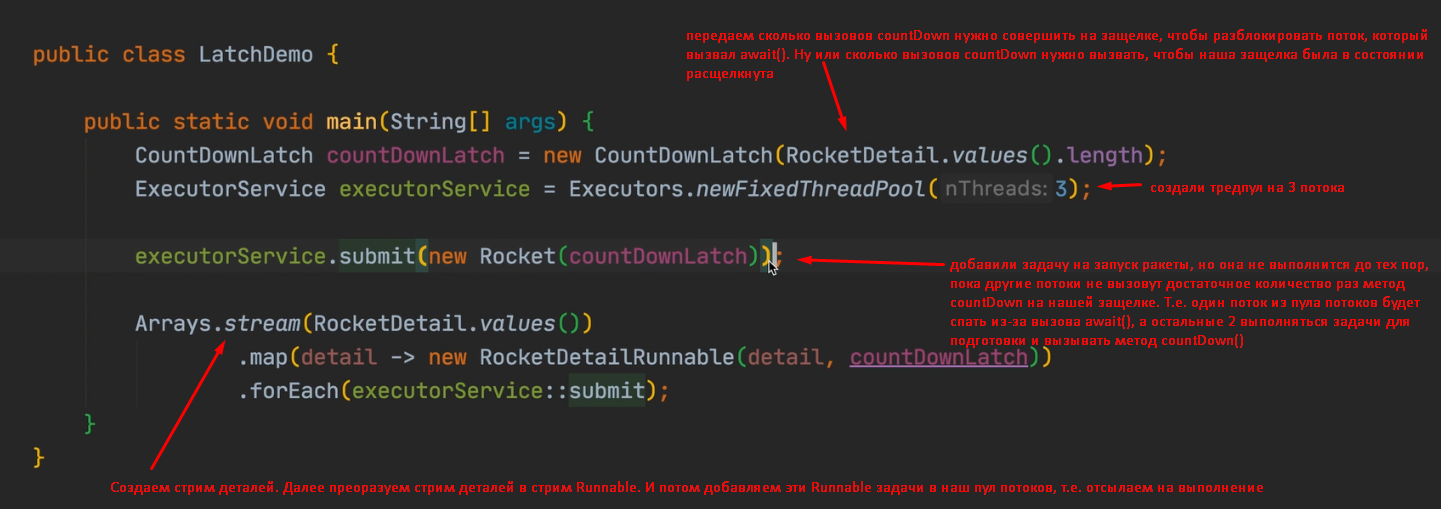 передаем сколько вызовов countDown нужно совершить на защелке, чтобы разблокировать поток, который
вызвал await(). Ну или сколько вызовов countDown нужно вызвать, чтобы наша защелка была в состоянии
расщелкнута
public class LatchDemo {
public static void main(String[] args) {
CountDownLatch countDownLatch = new CountDownLatch(RocketDetail.values().length);
ExecutorService executorService = Executors.newFixedThreadPool( nThreads: 3);
создали тредпул на 3 потока
executorService.submit(new Rocket(countDownLatch));
добавили задачу на запуск ракеты, но она не выполнится до тех пор,
пока другие потоки не вызовут достаточное количество раз метод
countDown на нашей защелке. Т.е. один поток из пула потоков будет
спать из-за вызова await(), а остальные 2 выполняться задачи для
подготовки и вызывать метод countDown()
Arrays.stream(RocketDetail.values())
.map(detail -> new RocketDetailRunnable(detail, countDownLatch))
.forEach(executorService::submit);
}
}
Создаем стрим деталей. Далее преоразуем стрим деталей в стрим Runnable. И потом добавляем эти Runnable задачи в наш пул потоков, т.е. отсылаем на выполнение